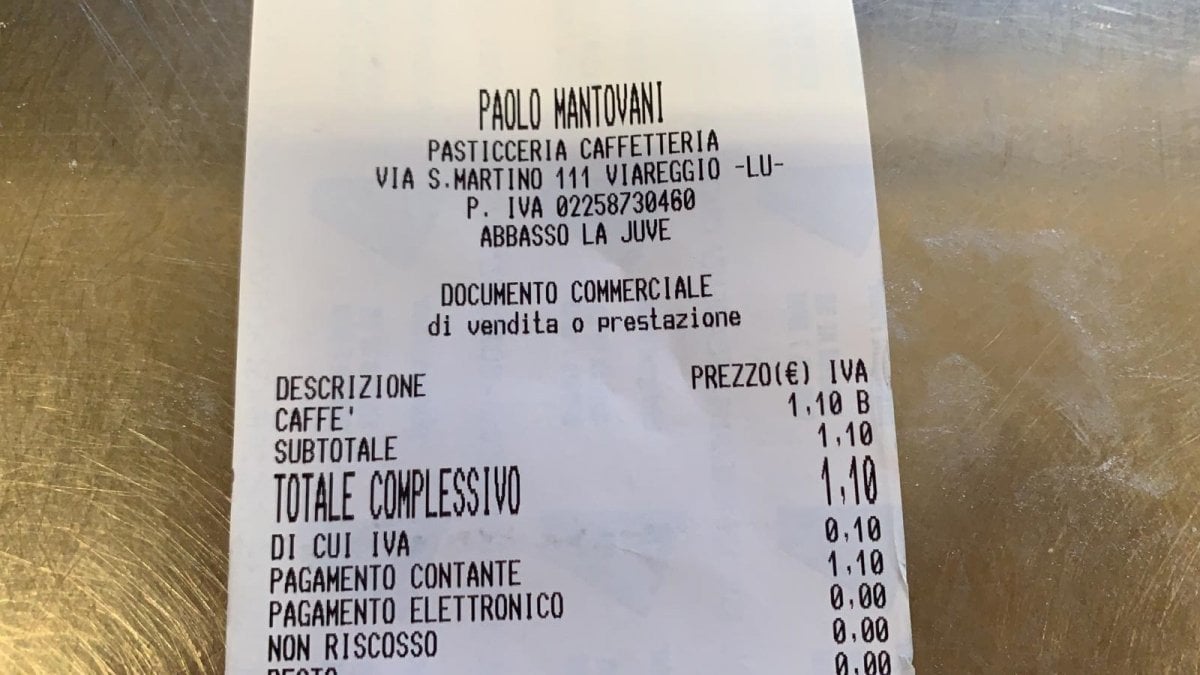 PAOLO MANTOVANI
PASTICCERIA CAFFETTERIA
VIA S.MARTINO 111 VIAREGGIO -LU-
P. IVA 02258730460
ABBASSO LA JUVE
DOCUMENTO COMMERCIALE
di vendita o prestazione
DESCRIZIONE PREZZO(€) IVA
CAFFE' 1,10 B
SUBTOTALE 1,10
TOTALE COMPLESSIVO 1,10
DI CUI IVA 0,10
PAGAMENTO CONTANTE 1,10
PAGAMENTO ELETTRONICO 0,00
NON RISCOSSO 0,00
RESTO 0,00